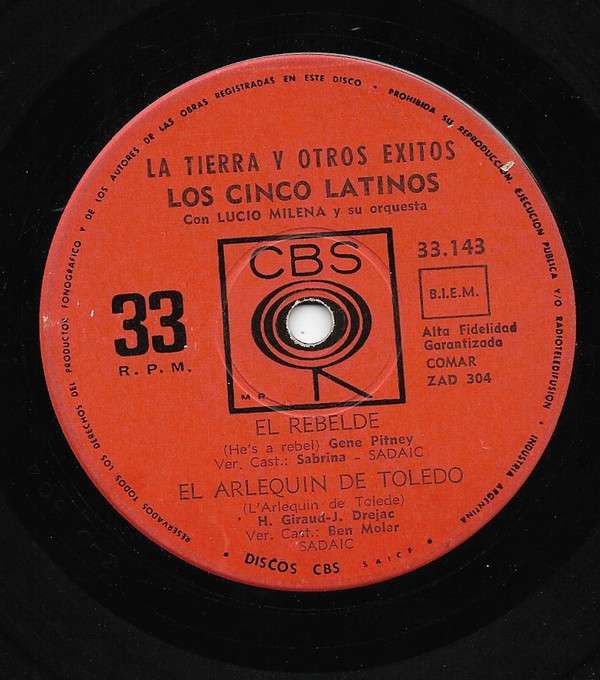 RESERVADOS TODOS LOS DERECHOS DEL PRODUCTOR FONOGRAFICO Y DE LOS AUTORES DE LAS OBRAS REGISTRADAS EN ESTE DISCO • PROHIBIDA SU REPRODUCCION, EJECUCION PUBLICA Y/O RADIOTELEDIFUSION • INDUSTRIA ARGENTINA
LA TIERRA Y OTROS EXITOS
LOS CINCO LATINOS
Con LUCIO MILENA y su orquesta
CBS
33.143
33
R. P. M.
B.I.E.M.
Alta Fidelidad
Garantizada
COMAR
ZAD 304
M.R.
EL REBELDE
(He's a rebel) Gene Pitney
Ver. Cast.: Sabrina - SADAIC
EL ARLEQUIN DE TOLEDO
(L'Arlequin de Tolede)
H. Giraud-J. Drejac
Ver. Cast.: Ben Molar
SADAIC
• DISCOS CBS S A I C F •